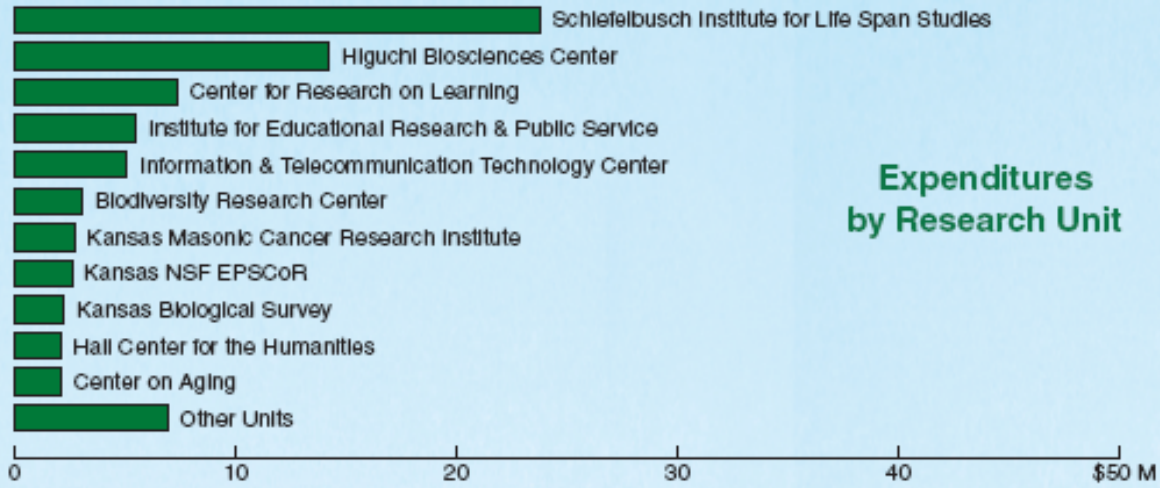 Schiefelbusch Institute for Life Span Studies
Higuchi Biosciences Center
Center for Research on Learning
Institute for Educational Research & Public Service
Information & Telecommunication Technology Center
Biodiversity Research Center
Kansas Masonic Cancer Research Institute
Kansas NSF EPSCoR
Kansas Biological Survey
Hall Center for the Humanities
Center on Aging
Other Units
Expenditures
by Research Unit
0 10 20 30 40 $50 M